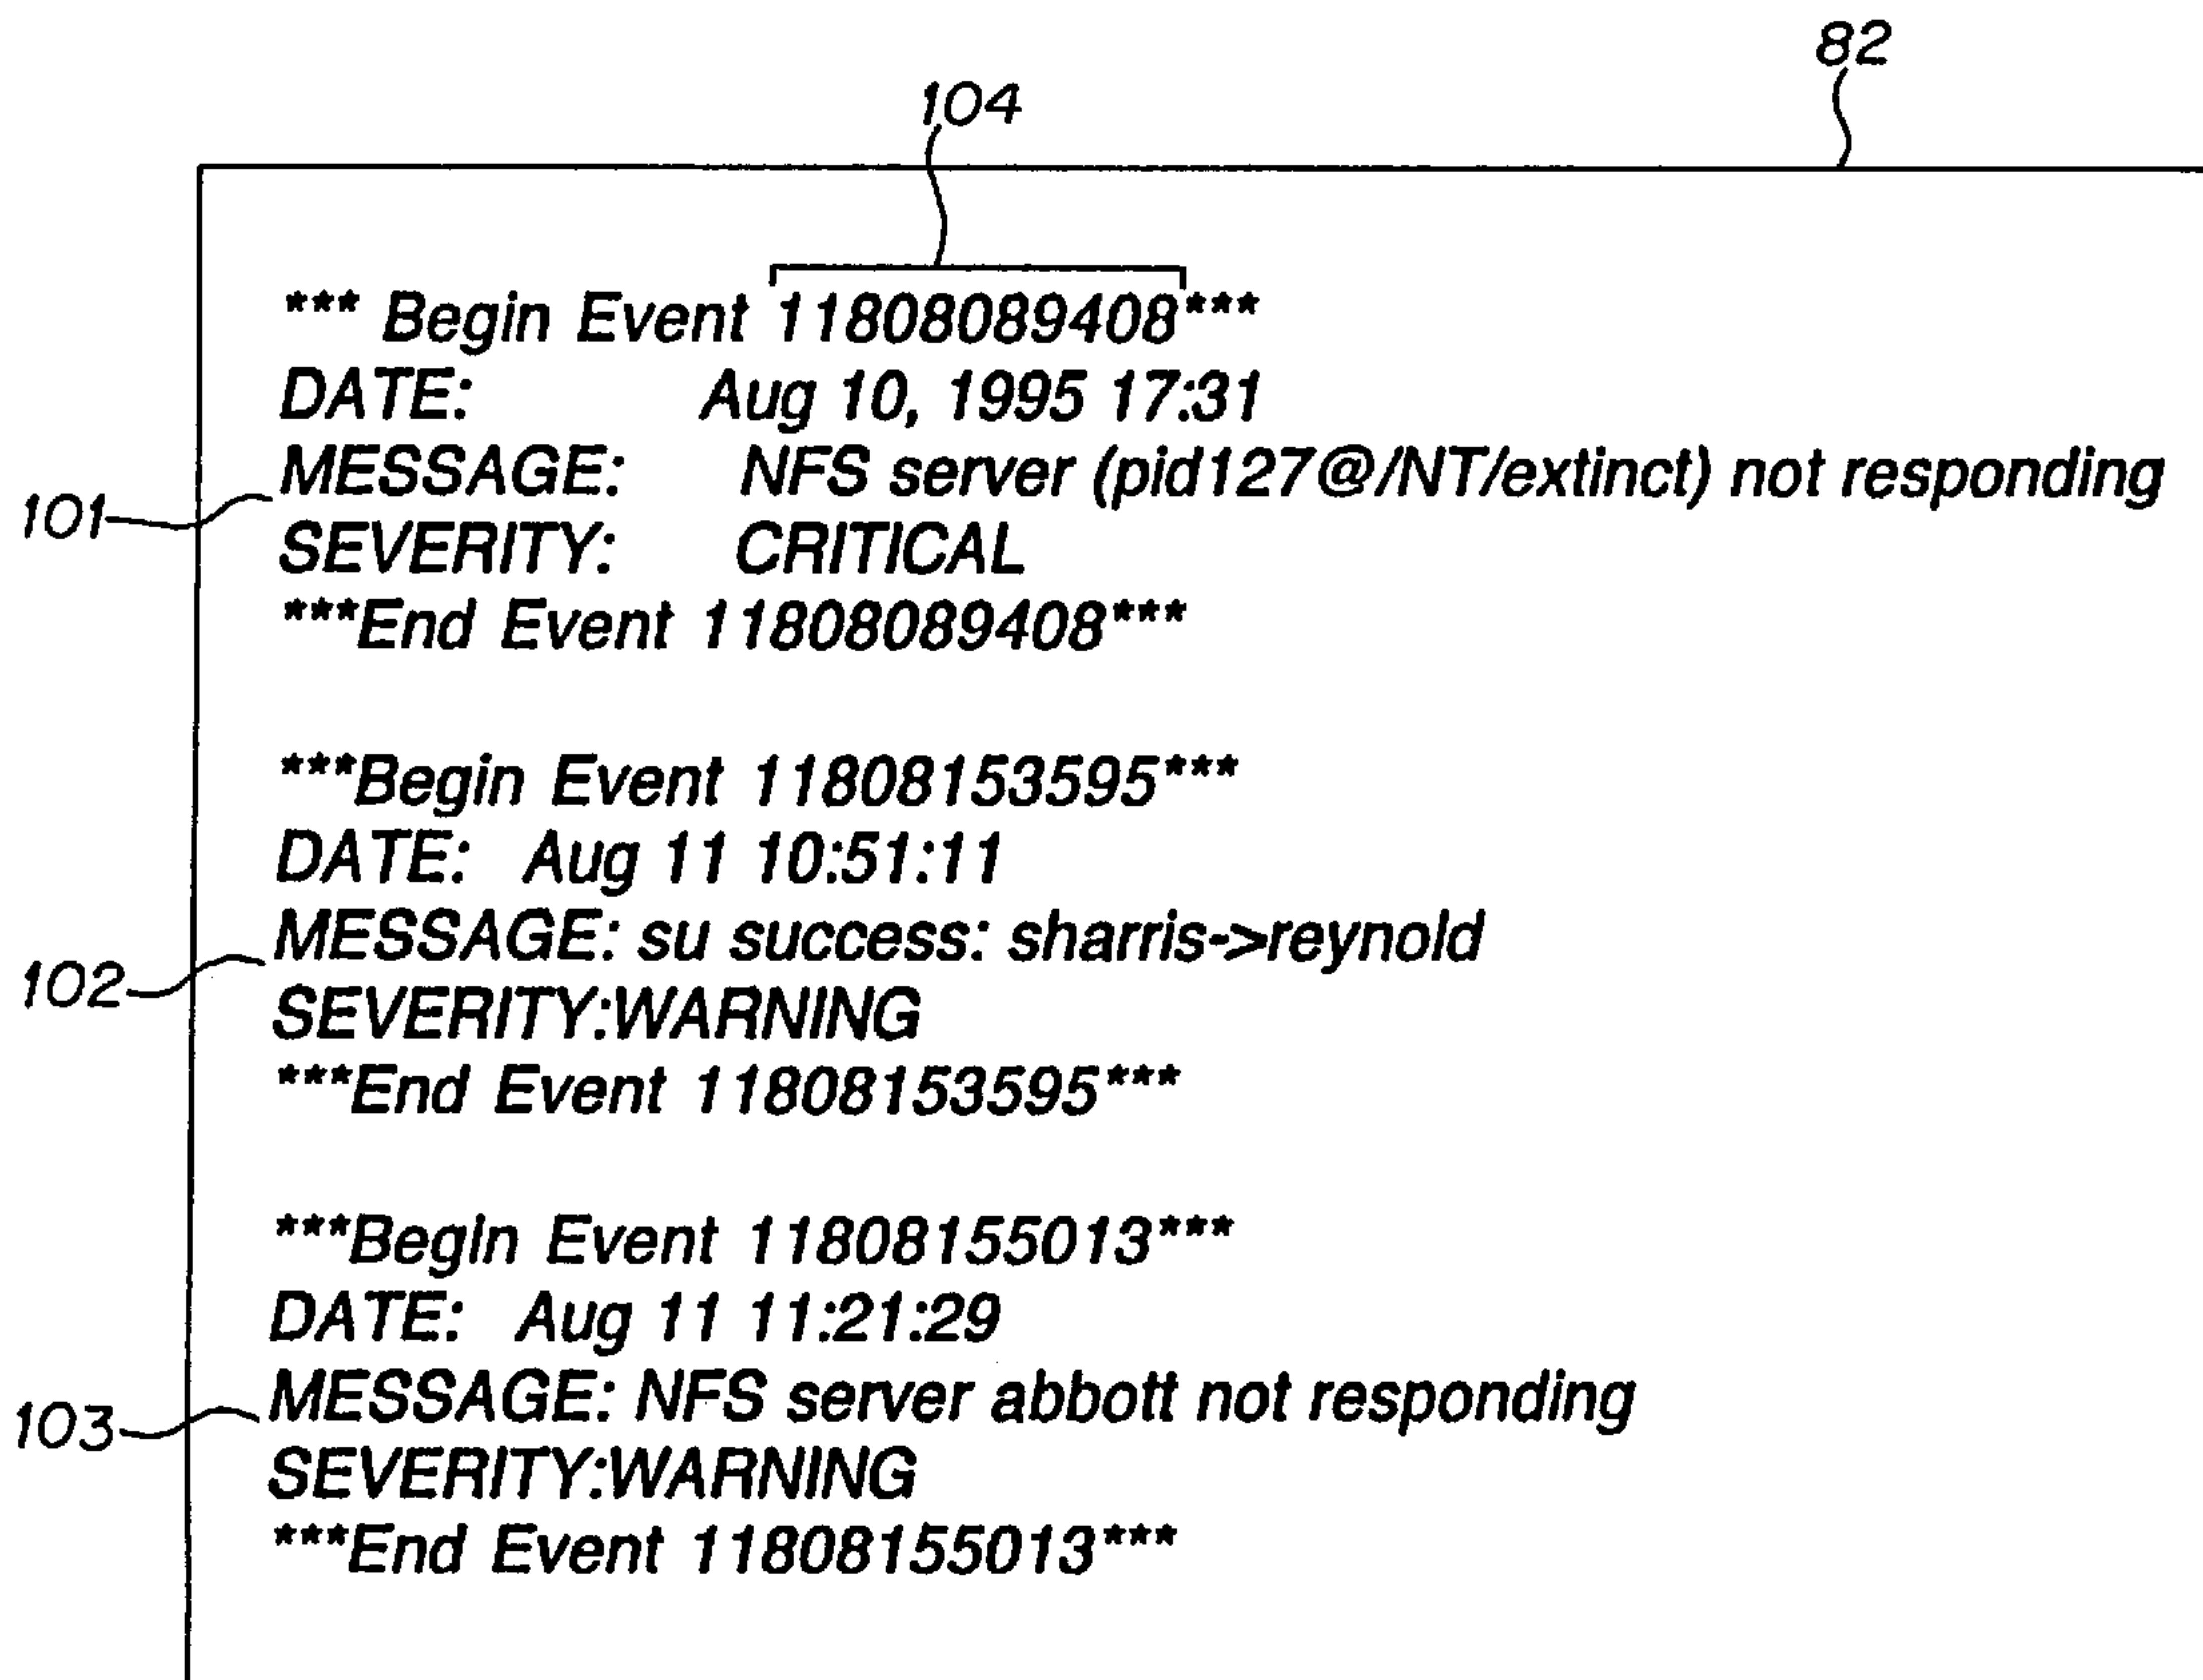 82
104
*** Begin Event 11808089408***
DATE: Aug 10, 1995 17:31
MESSAGE: NFS server (pid127@/NT/extinct) not responding
101
SEVERITY: CRITICAL
***End Event 11808089408***
***Begin Event 11808153595***
DATE: Aug 11 10:51:11
MESSAGE: su success: sharris->reynold
102
SEVERITY:WARNING
***End Event 11808153595***
***Begin Event 11808155013***
DATE: Aug 11 11:21:29
MESSAGE: NFS server abbott not responding
103
SEVERITY:WARNING
***End Event 11808155013***